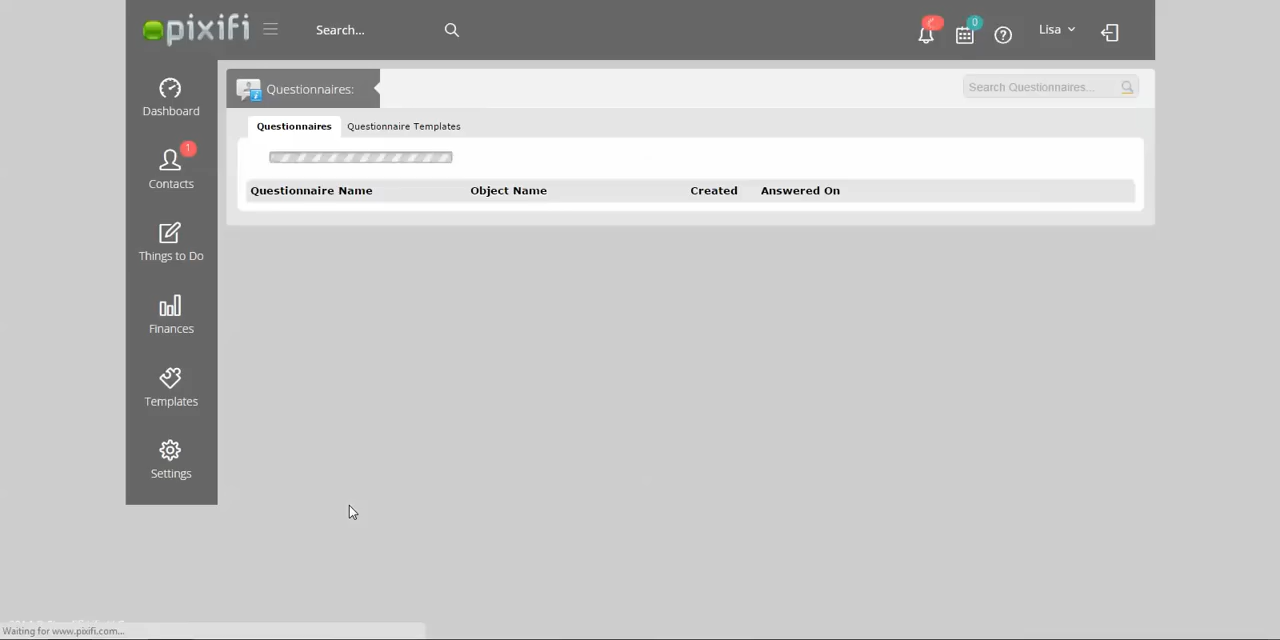 pixifi
Search...
0
Lisa
Dashboard
1
Contacts
Things to Do
Finances
Templates
Settings
Questionnaires:
Search Questionnaires...
Questionnaires
Questionnaire Templates
Questionnaire Name
Object Name
Created
Answered On
Waiting for www.pixifi.com...